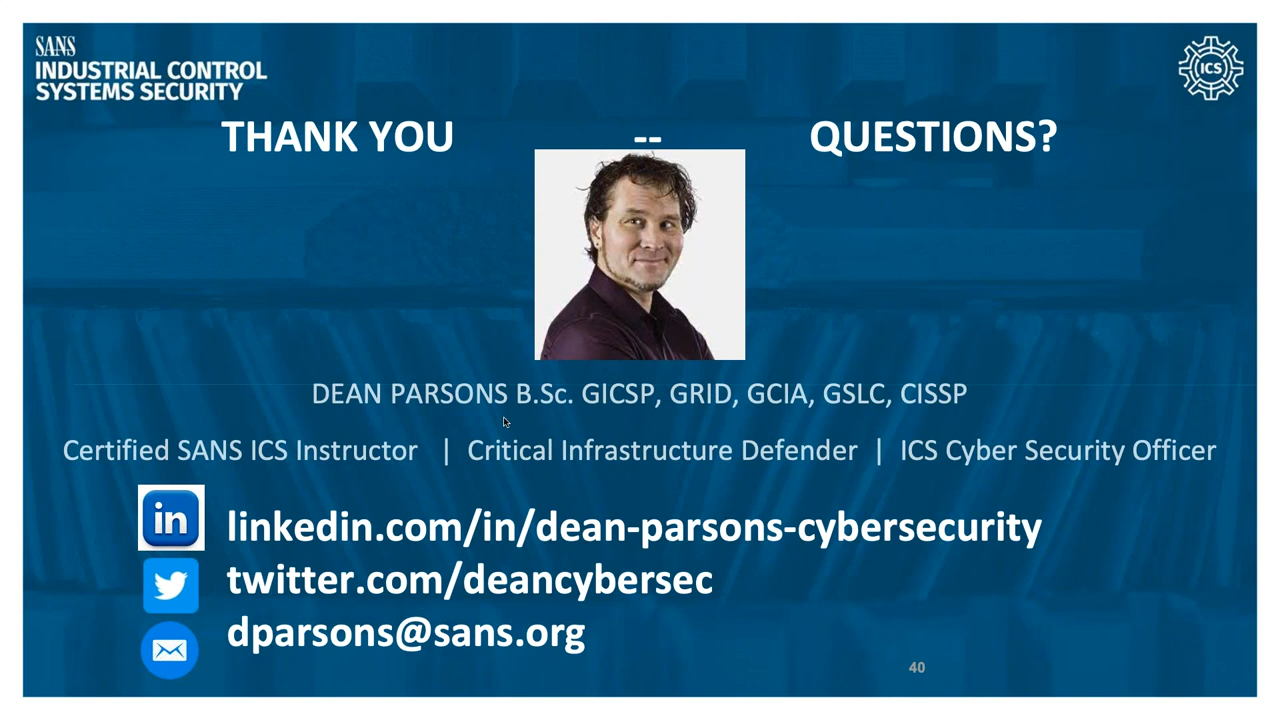 SANS
INDUSTRIAL CONTROL
SYSTEMS SECURITY
ICS
THANK YOU -- QUESTIONS?
DEAN PARSONS B.Sc. GICSP, GRID, GCIA, GSLC, CISSP
Certified SANS ICS Instructor | Critical Infrastructure Defender | ICS Cyber Security Officer
in
linkedin.com/in/dean-parsons-cybersecurity
twitter.com/deancybersec
dparsons@sans.org
40